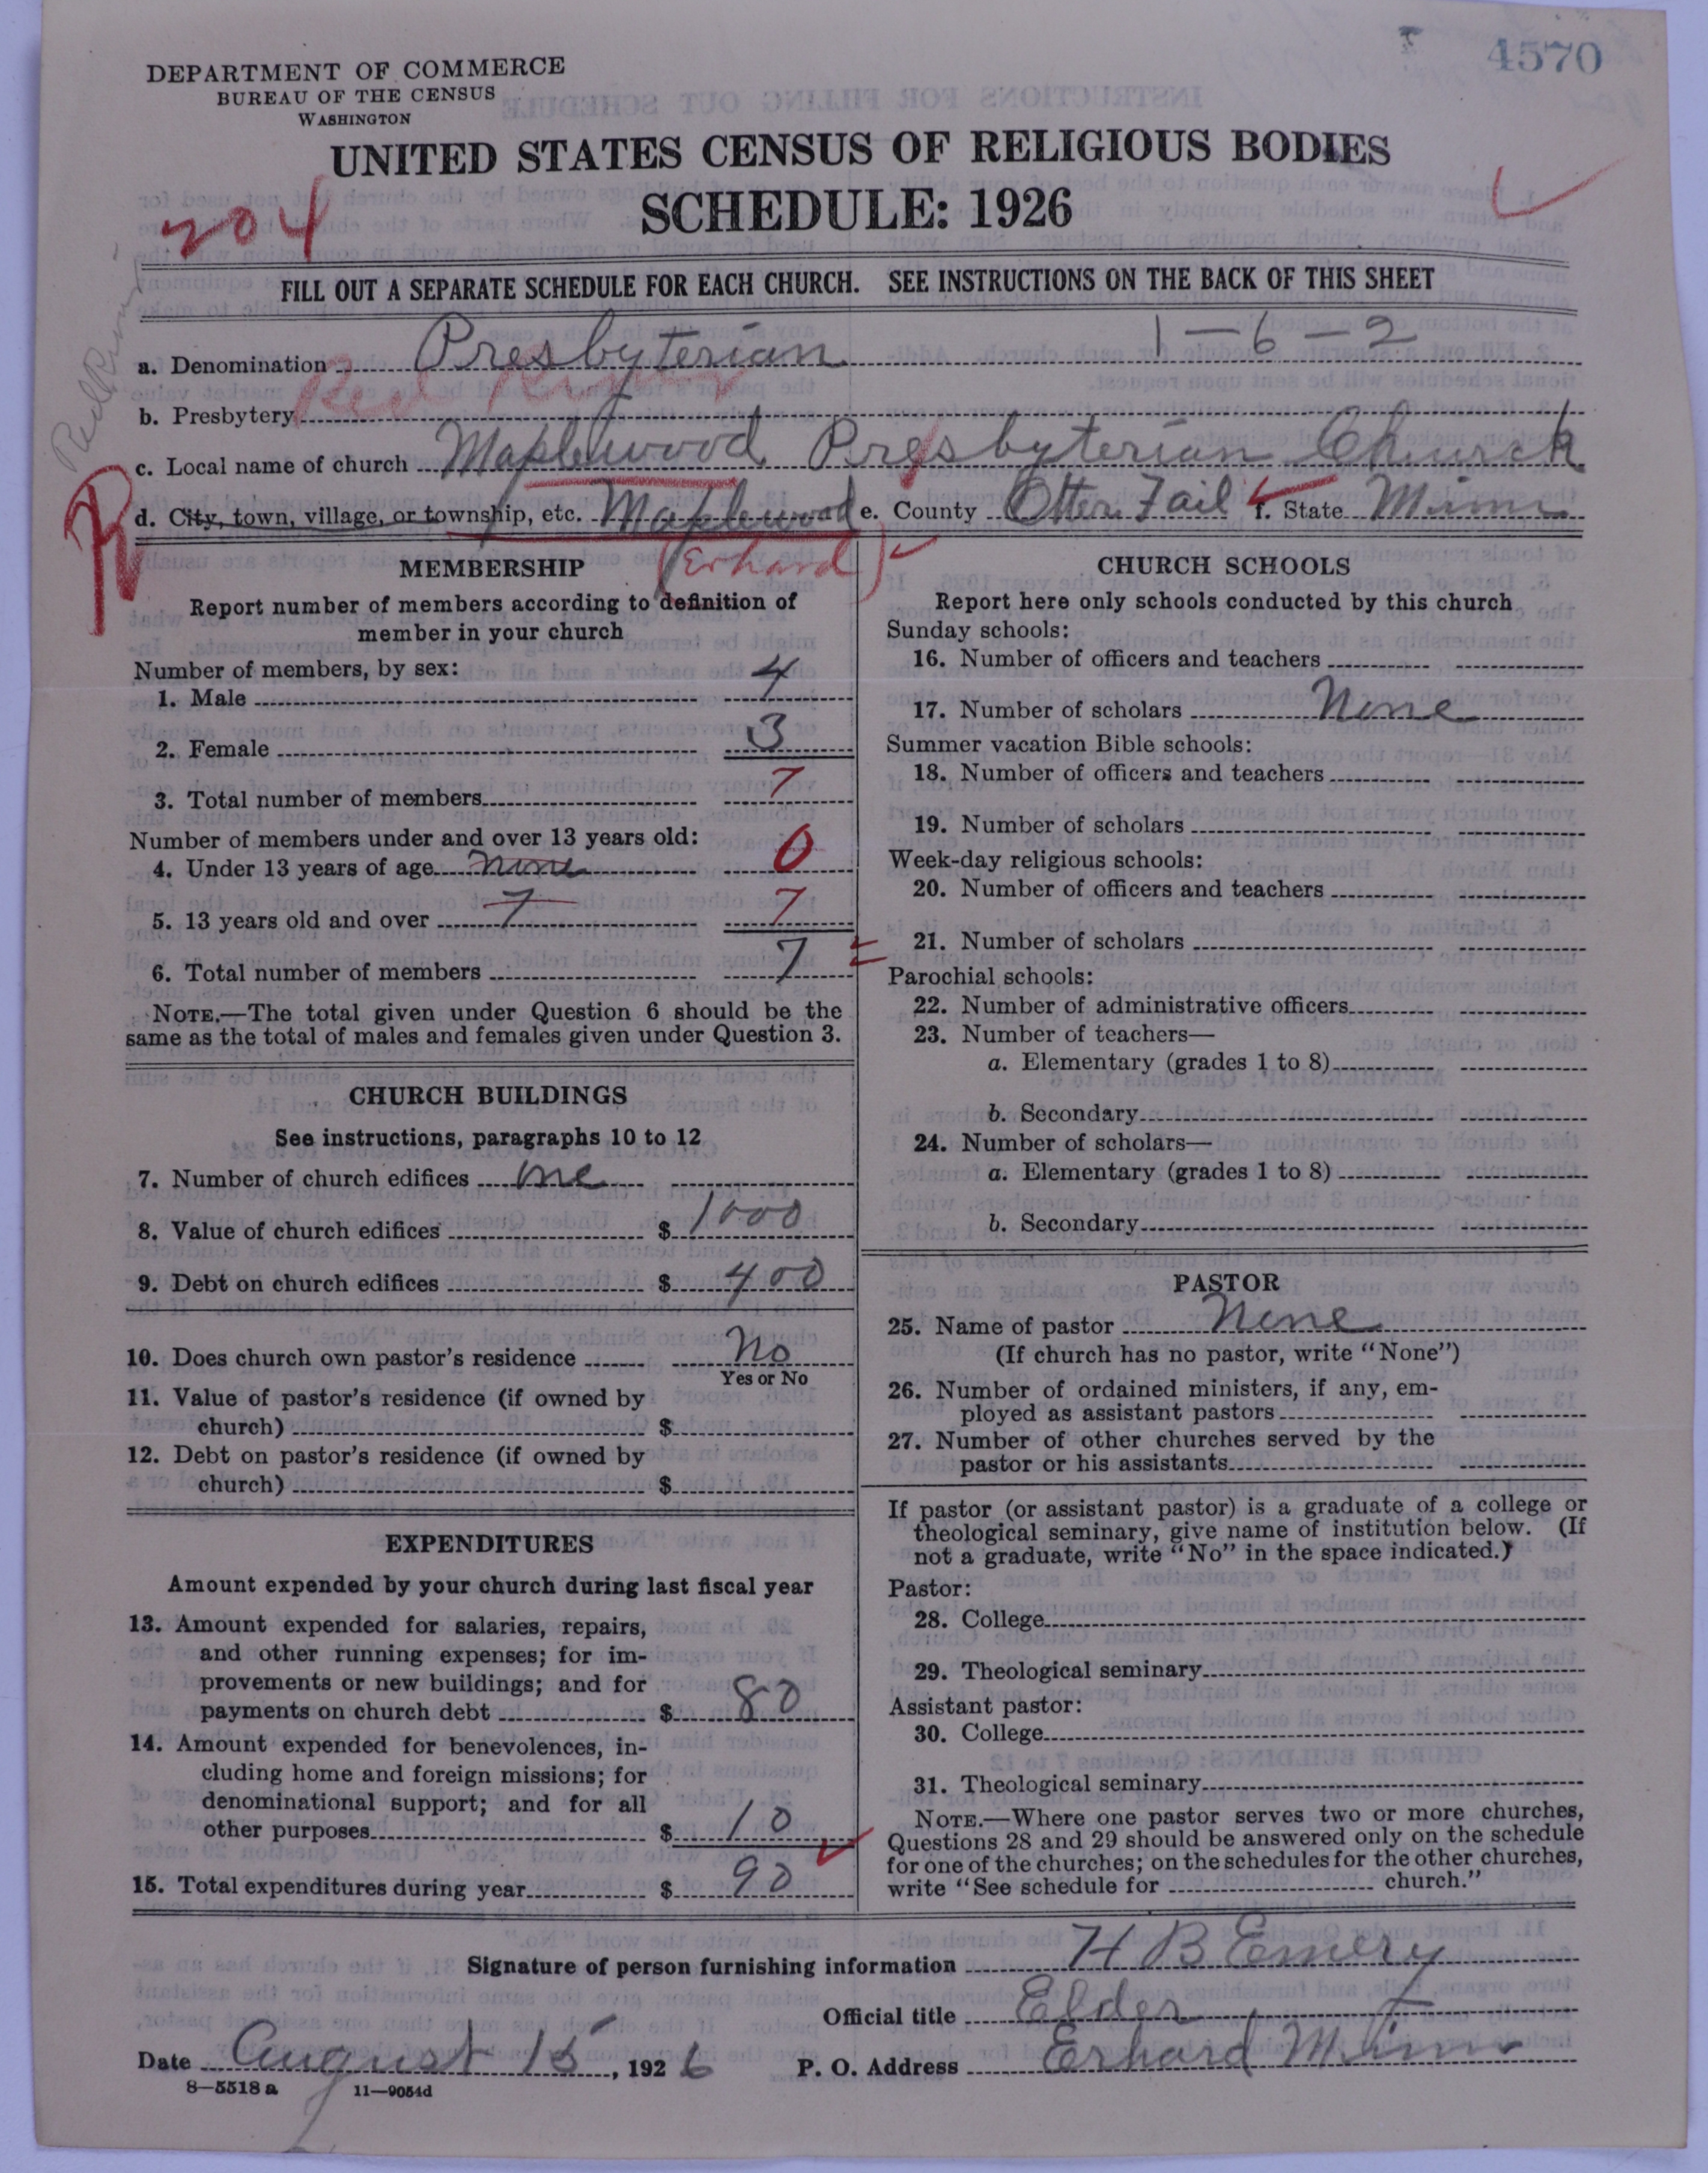 4570
DEPARTMENT OF COMMERCE
BUREAU OF THE CENSUS
WASHINGTON
UNITED STATES CENSUS OF RELIGIOUS BODIES
SCHEDULE: 1926
204
FILL OUT A SEPARATE SCHEDULE FOR EACH CHURCH. SEE INSTRUCTIONS ON THE BACK OF THIS SHEET
a. Denomination Presbyterian 1-6-2
b. Presbytery Red River
Red River
c. Local name of church Maplewood Presbyterian Church
d. City, town, village, or township, etc. Maplewood e. County Otter Tail f. State Minn
(Erhard)
MEMBERSHIP
Report number of members according to definition of
member in your church
Number of members, by sex:
1. Male 4
2. Female 3
3. Total number of members 7
Number of members under and over 13 years old:
4. Under 13 years of age none 0
5. 13 years old and over 7 7
6. Total number of members 7
NOTE.—The total given under Question 6 should be the
same as the total of males and females given under Question 3.
CHURCH BUILDINGS
See instructions, paragraphs 10 to 12
7. Number of church edifices one
8. Value of church edifices $ 1000
9. Debt on church edifices $ 400
10. Does church own pastor's residence No
Yes or No
11. Value of pastor's residence (if owned by
church) $
12. Debt on pastor's residence (if owned by
church) $
EXPENDITURES
Amount expended by your church during last fiscal year
13. Amount expended for salaries, repairs,
and other running expenses; for im-
provements or new buildings; and for
payments on church debt $ 80
14. Amount expended for benevolences, in-
cluding home and foreign missions; for
denominational support; and for all
other purposes $ 10
15. Total expenditures during year $ 90
CHURCH SCHOOLS
Report here only schools conducted by this church
Sunday schools:
16. Number of officers and teachers
17. Number of scholars None
Summer vacation Bible schools:
18. Number of officers and teachers
19. Number of scholars
Week-day religious schools:
20. Number of officers and teachers
21. Number of scholars
Parochial schools:
22. Number of administrative officers
23. Number of teachers—
a. Elementary (grades 1 to 8)
b. Secondary
24. Number of scholars—
a. Elementary (grades 1 to 8)
b. Secondary
PASTOR
25. Name of pastor None
(If church has no pastor, write "None")
26. Number of ordained ministers, if any, em-
ployed as assistant pastors
27. Number of other churches served by the
pastor or his assistants
If pastor (or assistant pastor) is a graduate of a college or
theological seminary, give name of institution below. (If
not a graduate, write "No" in the space indicated.)
Pastor:
28. College
29. Theological seminary
Assistant pastor:
30. College
31. Theological seminary
NOTE.—Where one pastor serves two or more churches,
Questions 28 and 29 should be answered only on the schedule
for one of the churches; on the schedules for the other churches,
write "See schedule for church."
Signature of person furnishing information H B Emery
Official title Elder
Date August 15, 1926 P. O. Address Erhard Minn
8-5518a 11-9054d